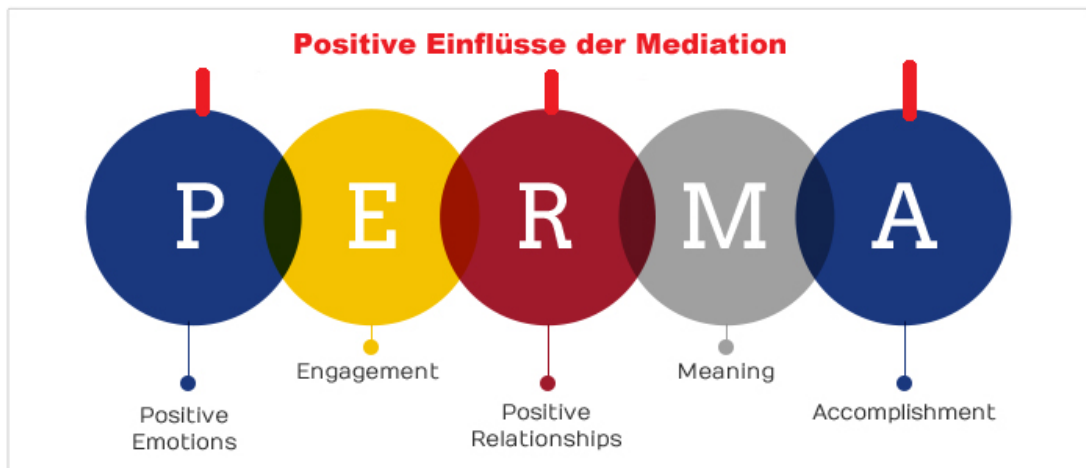 Positive Einflüsse der Mediation
P E R M A
Engagement
Meaning
Positive
Emotions
Positive
Relationships
Accomplishment